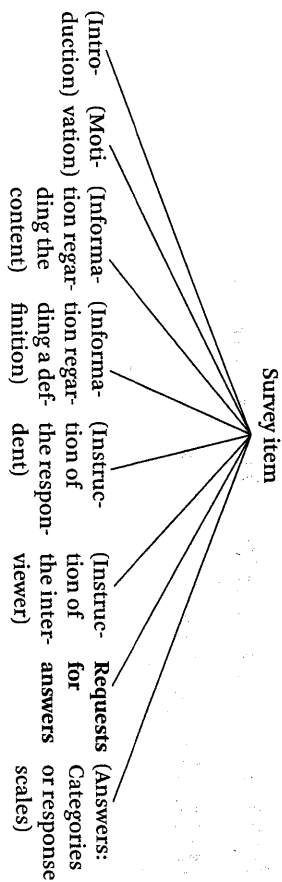 Survey item
(Intro-
duction)
(Moti-
vation)
(Informa-
tion regar-
ding the
content)
(Informa-
tion regar-
ding a def-
finition)
(Instruc-
tion of
the respon-
dent)
(Instruc-
tion of
the inter-
viewer)
Requests
for
answers
(Answers:
Categories
or response
scales)